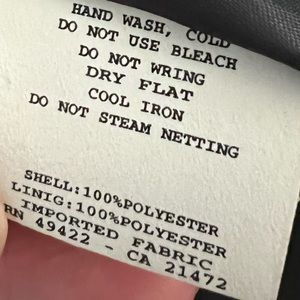 HAND WASH, COLD
DO NOT USE BLEACH
DO NOT WRING
DRY FLAT
COOL IRON
DO NOT STEAM NETTING
SHELL:100%POLYESTER
LINIG:100%POLYESTER
IMPORTED FABRIC
RN 49422 - CA 21472